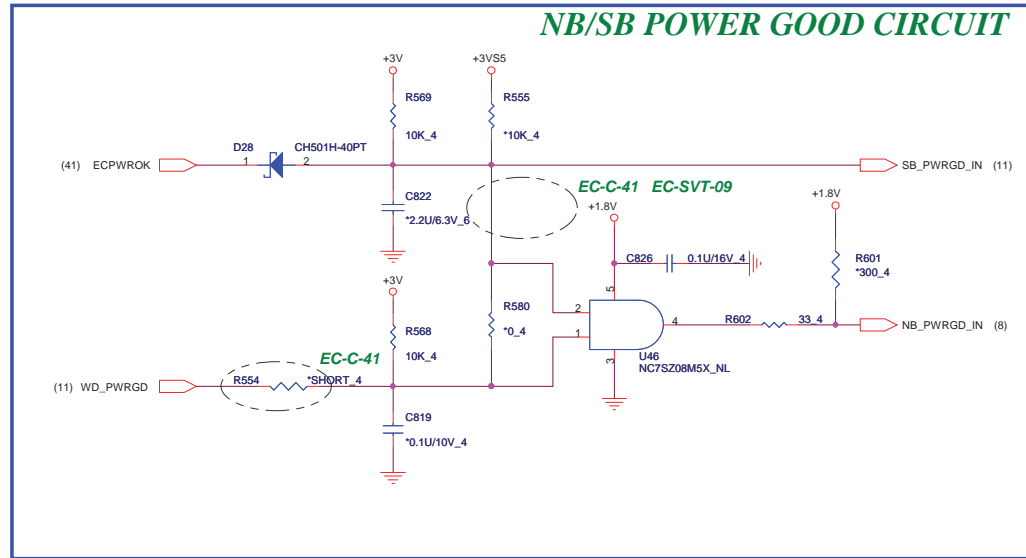 NB/SB POWER GOOD CIRCUIT
+3V
+3VS5
R569
10K_4
R555
*10K_4
(41) ECPWROK
D28
1
CH501H-40PT
2
SB_PWRGD_IN (11)
C822
*2.2U/6.3V_6
EC-C-41 EC-SVT-09
+1.8V
+1.8V
C826
0.1U/16V_4
R601
*300_4
+3V
R568
10K_4
R580
*0_4
2
1
5
4
3
U46
NC7SZ08M5X_NL
R602
33_4
NB_PWRGD_IN (8)
EC-C-41
(11) WD_PWRGD
R554
*SHORT_4
C819
*0.1U/10V_4